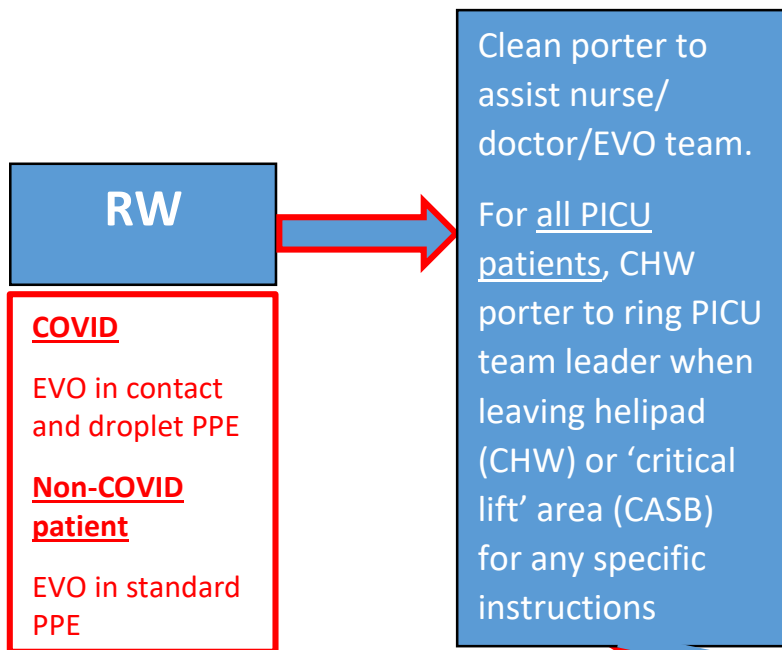 RW
COVID
EVO in contact
and droplet PPE
Non-COVID
patient
EVO in standard
PPE
Clean porter to
assist nurse/
doctor/EVO team.
For all PICU
patients, CHW
porter to ring PICU
team leader when
leaving helipad
(CHW) or ‘critical
lift’ area (CASB)
for any specific
instructions